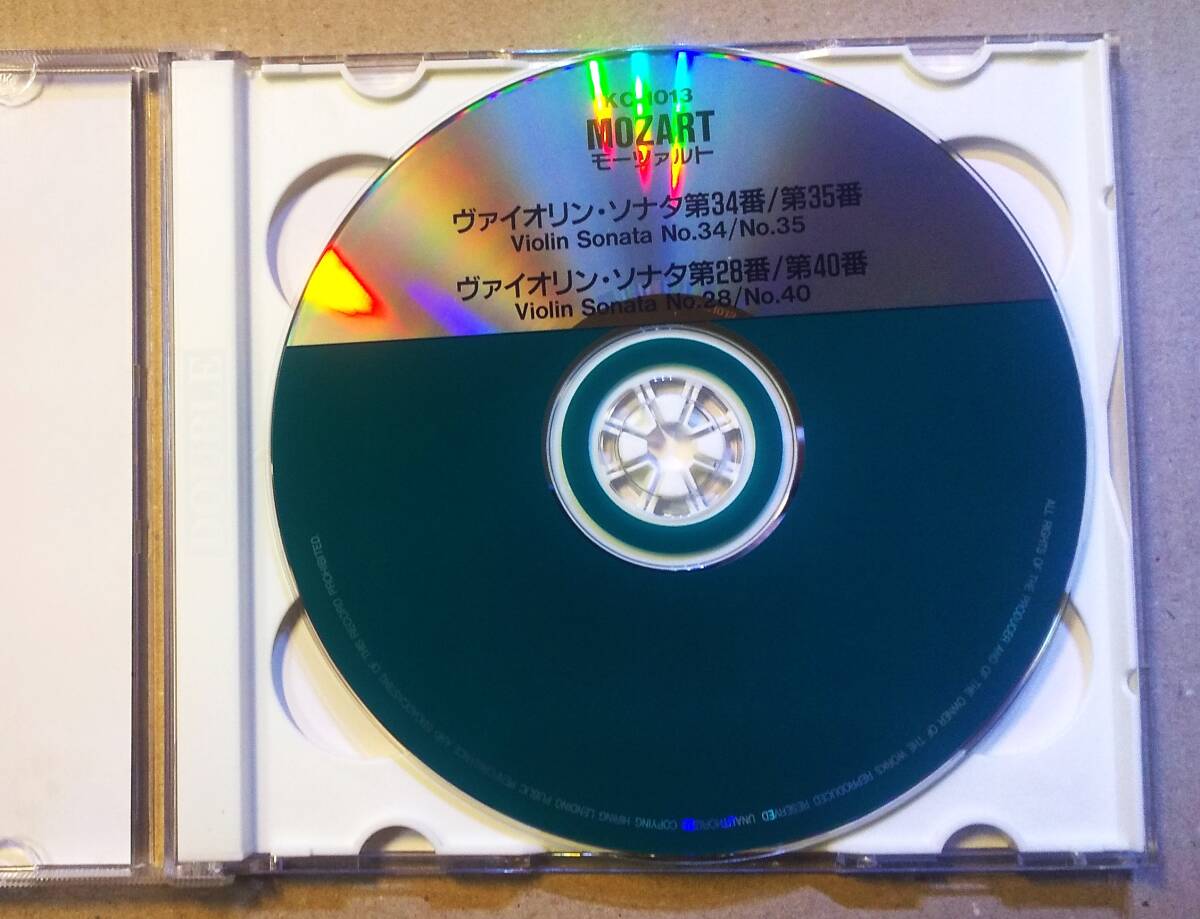 KC-1013
MOZART
モーツァルト
ヴァイオリン・ソナタ第34番/第35番
Violin Sonata No.34/No.35
ヴァイオリン・ソナタ第28番/第40番
Violin Sonata No.28/No.40
ALL RIGHTS OF THE PRODUCER AND OF THE OWNER OF THE WORKS REPRODUCED RESERVED UNAUTHORIZED COPYING HIRING LENDING PUBLIC PERFORMANCE AND BROADCASTING OF THIS RECORD PROHIBITED.
DOUBLE